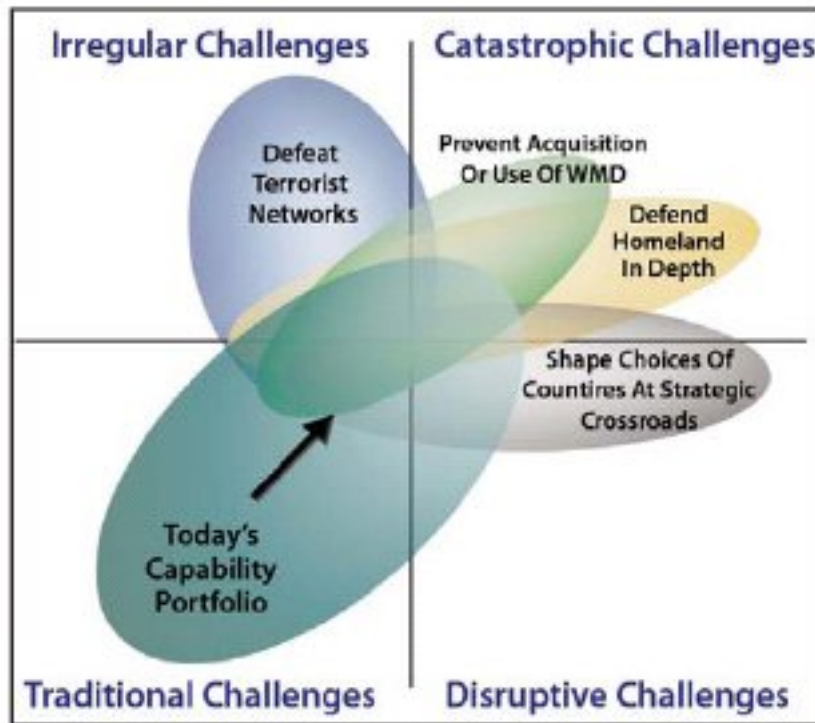 Irregular Challenges
Catastrophic Challenges
Defeat
Terrorist
Networks
Prevent Acquisition
Or Use Of WMD
Defend
Homeland
In Depth
Shape Choices Of
Countires At Strategic
Crossroads
Today's
Capability
Portfolio
Traditional Challenges
Disruptive Challenges